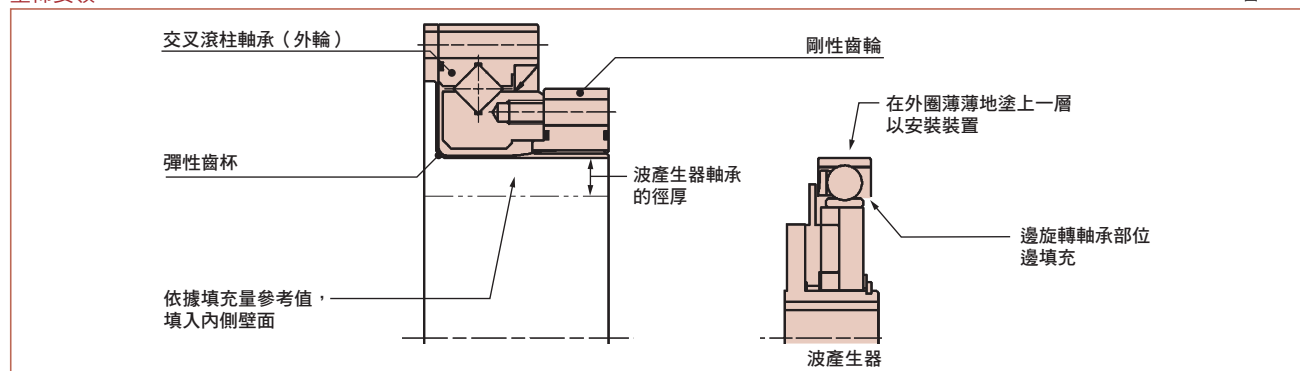 交叉滾柱軸承（外輪）
剛性齒輪
在外圈薄薄地塗上一層
以安裝裝置
彈性齒杯
波產生器軸承
的徑厚
邊旋轉軸承部位
邊填充
依據填充量參考值，
填入內側壁面
波產生器